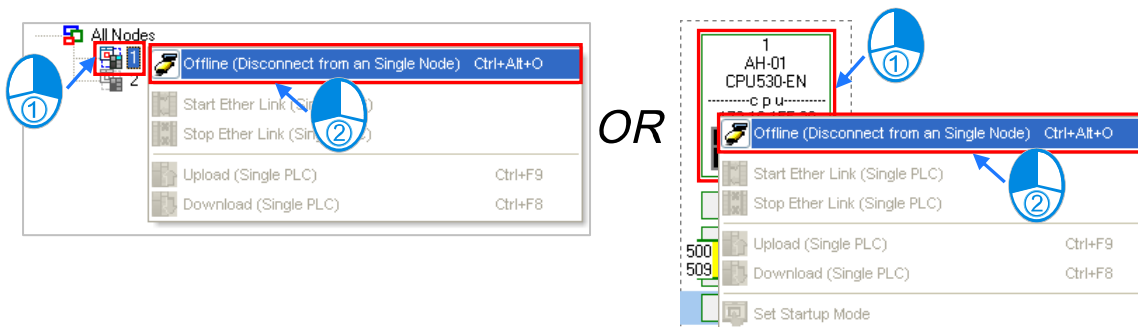 All Nodes
1
2
Offline (Disconnect from an Single Node) Ctrl+Alt+O
Start Ether Link
Stop Ether Link
Upload (Single PLC) Ctrl+F9
Download (Single PLC) Ctrl+F8
①
②
OR
1
AH-01
CPU530-EN
--------c p u--------
Offline (Disconnect from an Single Node) Ctrl+Alt+O
Start Ether Link (Single PLC)
Stop Ether Link (Single PLC)
Upload (Single PLC) Ctrl+F9
Download (Single PLC) Ctrl+F8
Set Startup Mode
500
509
①
②